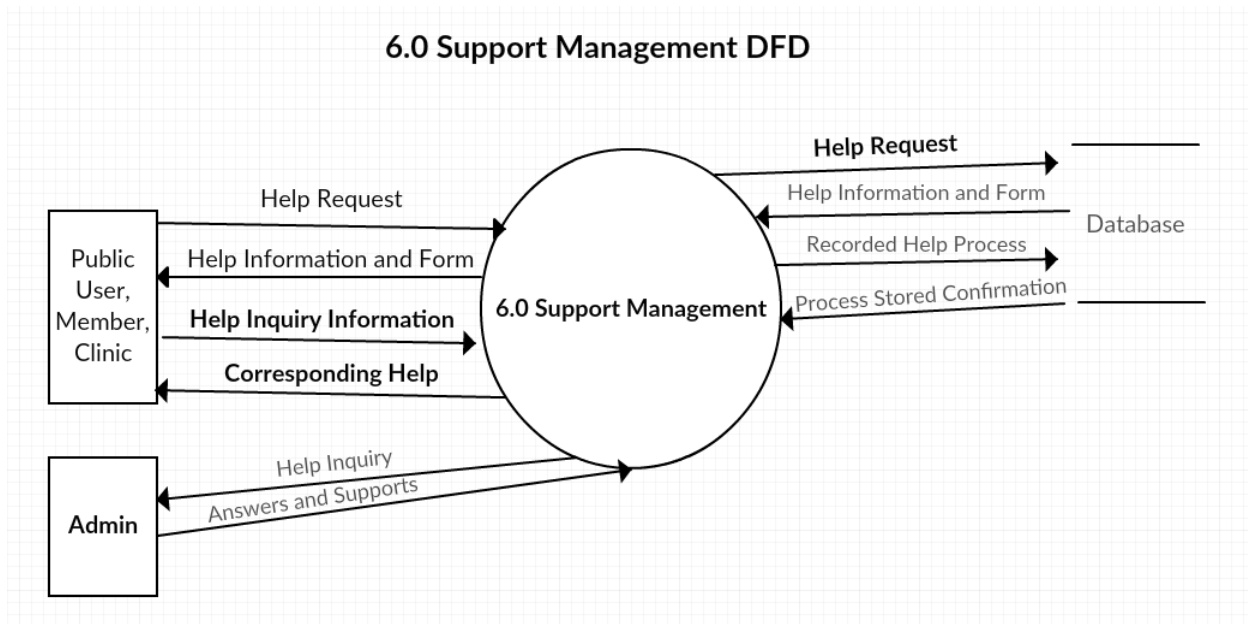 6.0 Support Management DFD
Help Request
Help Information and Form
Help Inquiry Information
Corresponding Help
Public
User,
Member,
Clinic
6.0 Support Management
Help Request
Help Information and Form
Recorded Help Process
Process Stored Confirmation
Database
Help Inquiry
Answers and Supports
Admin